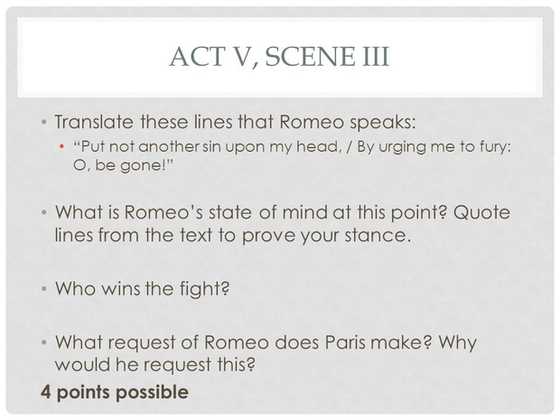 ACT V, SCENE III
• Translate these lines that Romeo speaks:
• “Put not another sin upon my head, / By urging me to fury:
O, be gone!”
• What is Romeo’s state of mind at this point? Quote
lines from the text to prove your stance.
• Who wins the fight?
• What request of Romeo does Paris make? Why
would he request this?
4 points possible